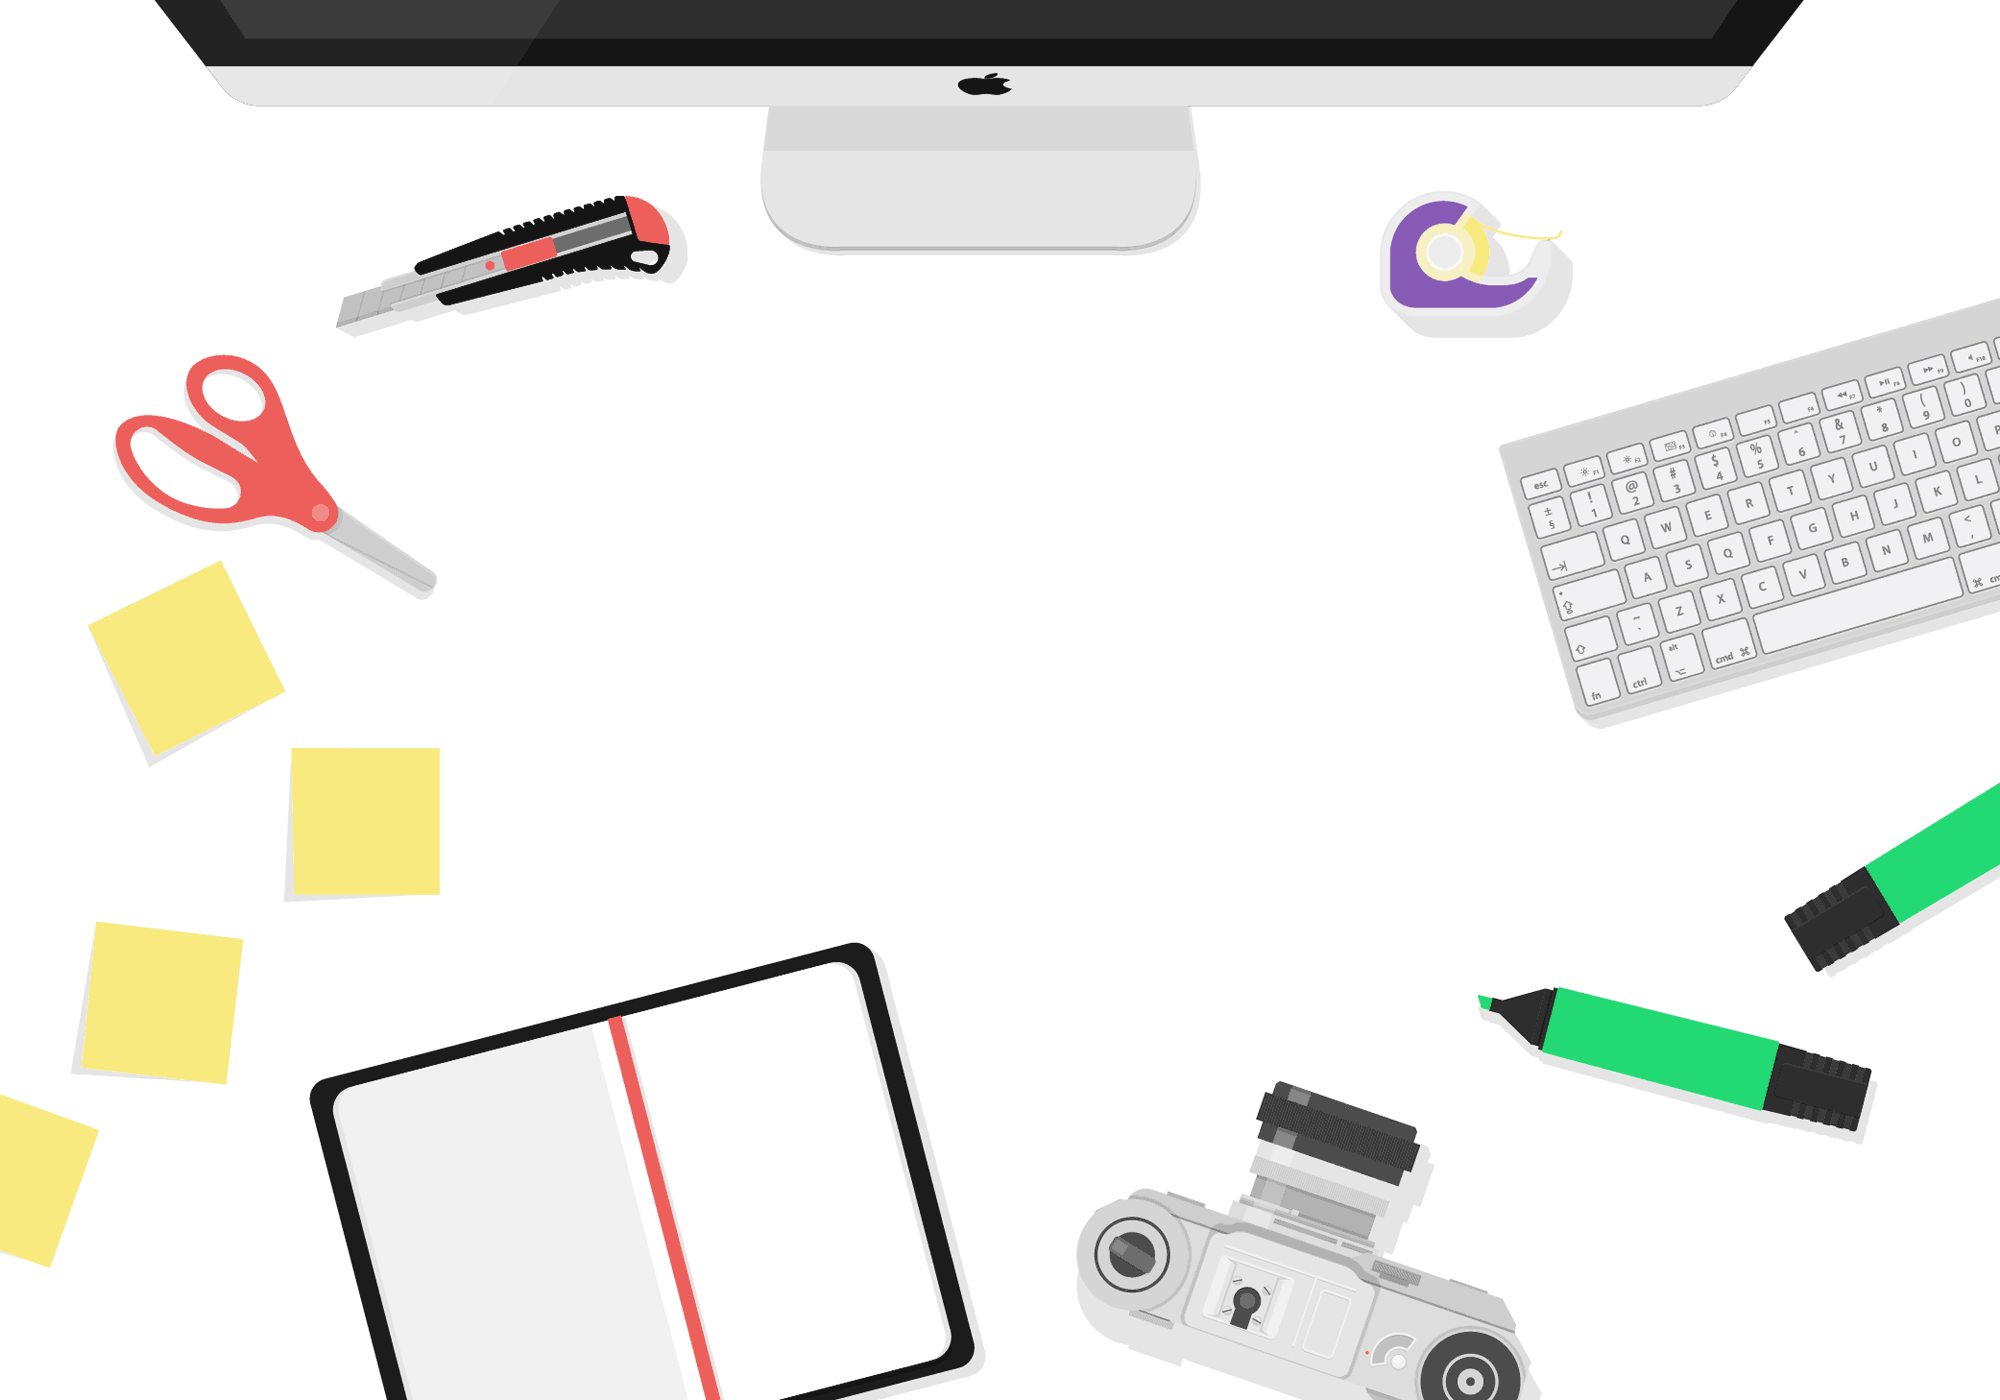 esc F1 F2 F3 F4 F5 F6 F7 F8 F9 F10
± § ! 1 @ 2 # 3 $ 4 % 5 ^ 6 & 7 * 8 ( 9 ) 0
Q W E R T Y U I O P
A S Q F G H J K L
~ Z X C V B N M < ,
fn ctrl alt cmd ⌘ ⌘